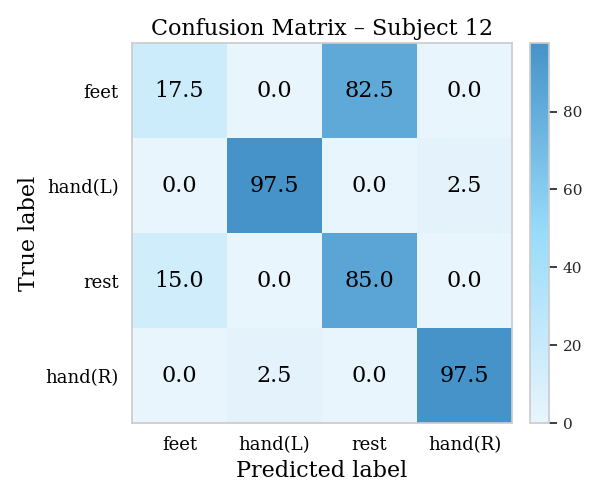 Confusion Matrix – Subject 12
feet 17.5 0.0 82.5 0.0
hand(L) 0.0 97.5 0.0 2.5
rest 15.0 0.0 85.0 0.0
hand(R) 0.0 2.5 0.0 97.5
feet hand(L) rest hand(R)
Predicted label
True label
80
60
40
20
0